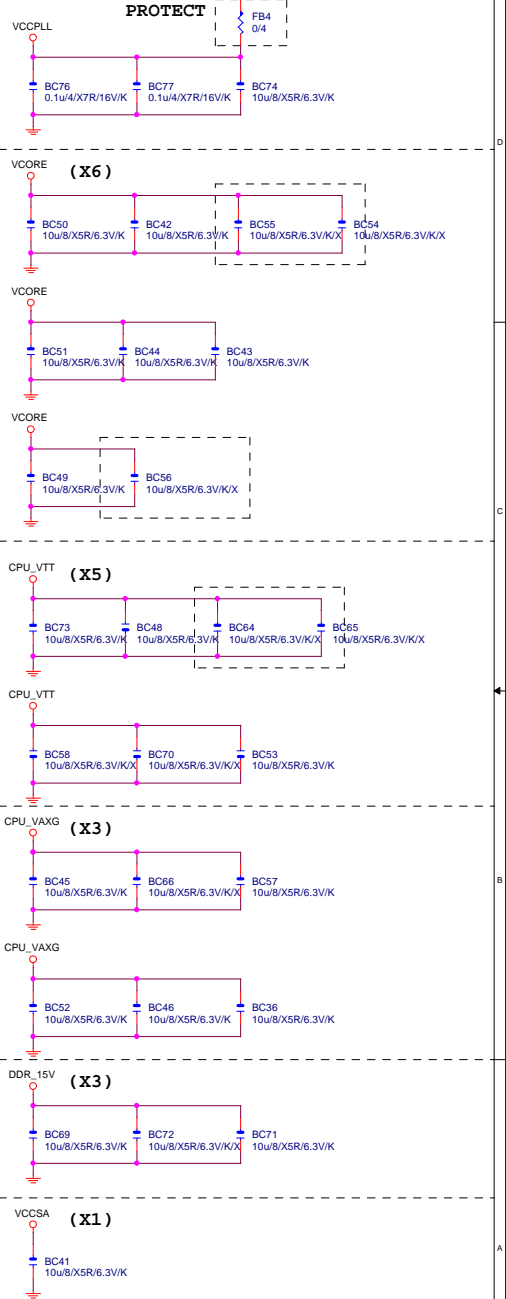 PROTECT
FB4
0/4
VCCPLL
BC76
0.1u/4/X7R/16V/K
BC77
0.1u/4/X7R/16V/K
BC74
10u/8/X5R/6.3V/K
D
VCORE
(X6)
BC50
10u/8/X5R/6.3V/K
BC42
10u/8/X5R/6.3V/K
BC55
10u/8/X5R/6.3V/K/X
BC54
10u/8/X5R/6.3V/K/X
VCORE
BC51
10u/8/X5R/6.3V/K
BC44
10u/8/X5R/6.3V/K
BC43
10u/8/X5R/6.3V/K
VCORE
BC49
10u/8/X5R/6.3V/K
BC56
10u/8/X5R/6.3V/K/X
C
CPU_VTT
(X5)
BC73
10u/8/X5R/6.3V/K
BC48
10u/8/X5R/6.3V/K
BC64
10u/8/X5R/6.3V/K/X
BC65
10u/8/X5R/6.3V/K/X
CPU_VTT
BC58
10u/8/X5R/6.3V/K/X
BC70
10u/8/X5R/6.3V/K/X
BC53
10u/8/X5R/6.3V/K
CPU_VAXG
(X3)
BC45
10u/8/X5R/6.3V/K
BC66
10u/8/X5R/6.3V/K/X
BC57
10u/8/X5R/6.3V/K
B
CPU_VAXG
BC52
10u/8/X5R/6.3V/K
BC46
10u/8/X5R/6.3V/K
BC36
10u/8/X5R/6.3V/K
DDR_15V
(X3)
BC69
10u/8/X5R/6.3V/K
BC72
10u/8/X5R/6.3V/K/X
BC71
10u/8/X5R/6.3V/K
VCCSA
(X1)
BC41
10u/8/X5R/6.3V/K
A